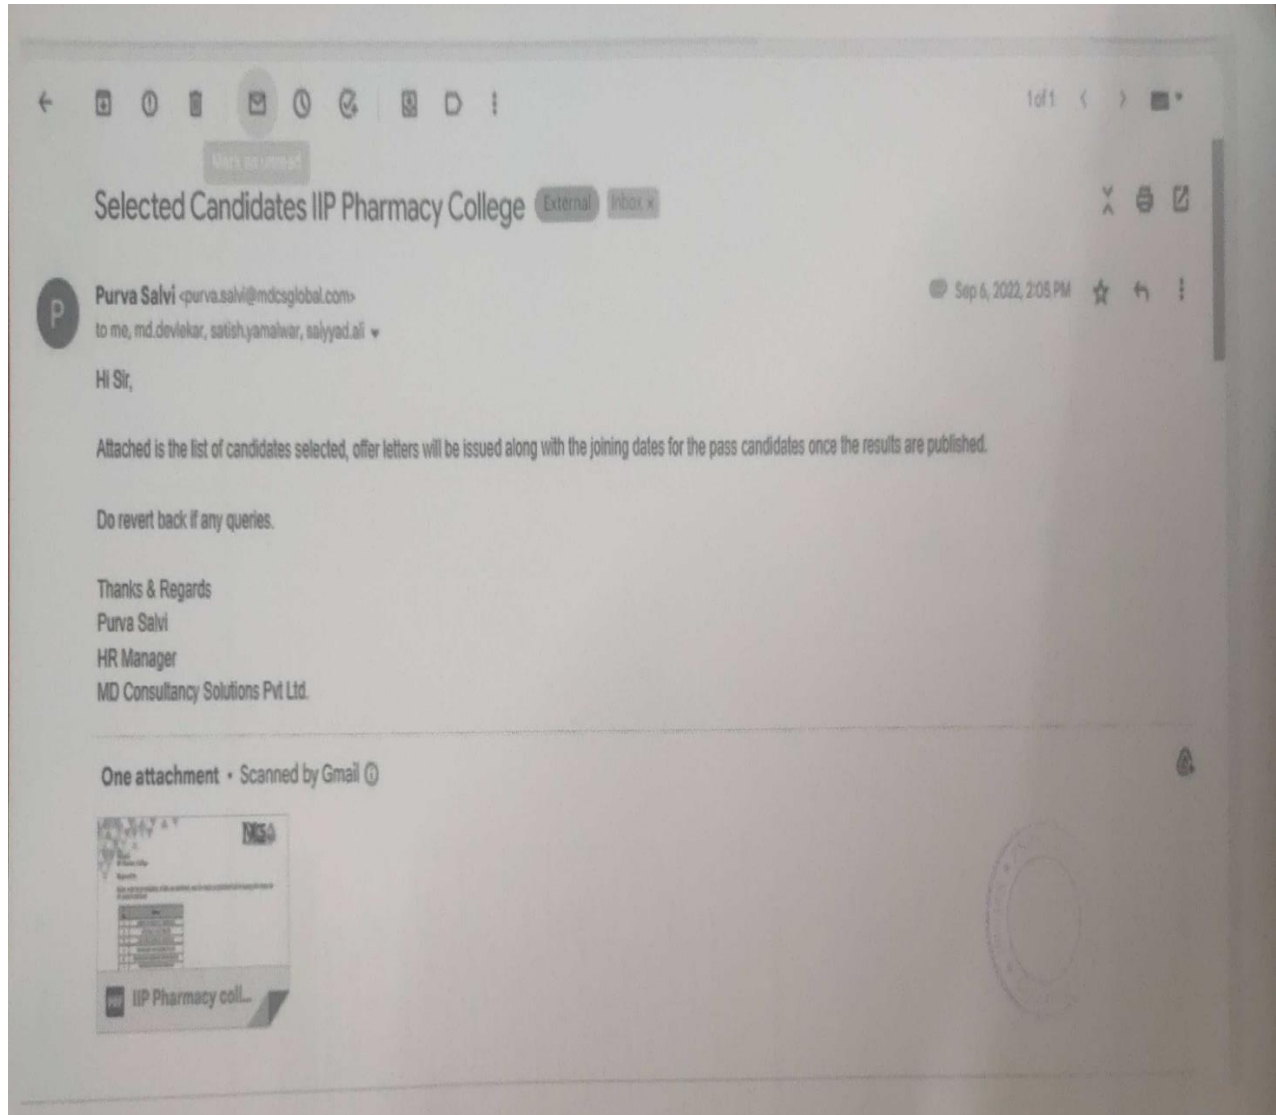 1 of 1
Mark as unread
Selected Candidates IIP Pharmacy College External Inbox x
P
Purva Salvi <purva.salvi@mdcsglobal.com>
Sep 6, 2022, 2:05 PM
to me, md.devlekar, satish.yamalwar, saiyyad.ali
Hi Sir,
Attached is the list of candidates selected, offer letters will be issued along with the joining dates for the pass candidates once the results are published.
Do revert back if any queries.
Thanks & Regards
Purva Salvi
HR Manager
MD Consultancy Solutions Pvt Ltd.
One attachment • Scanned by Gmail
PDF IIP Pharmacy coll...